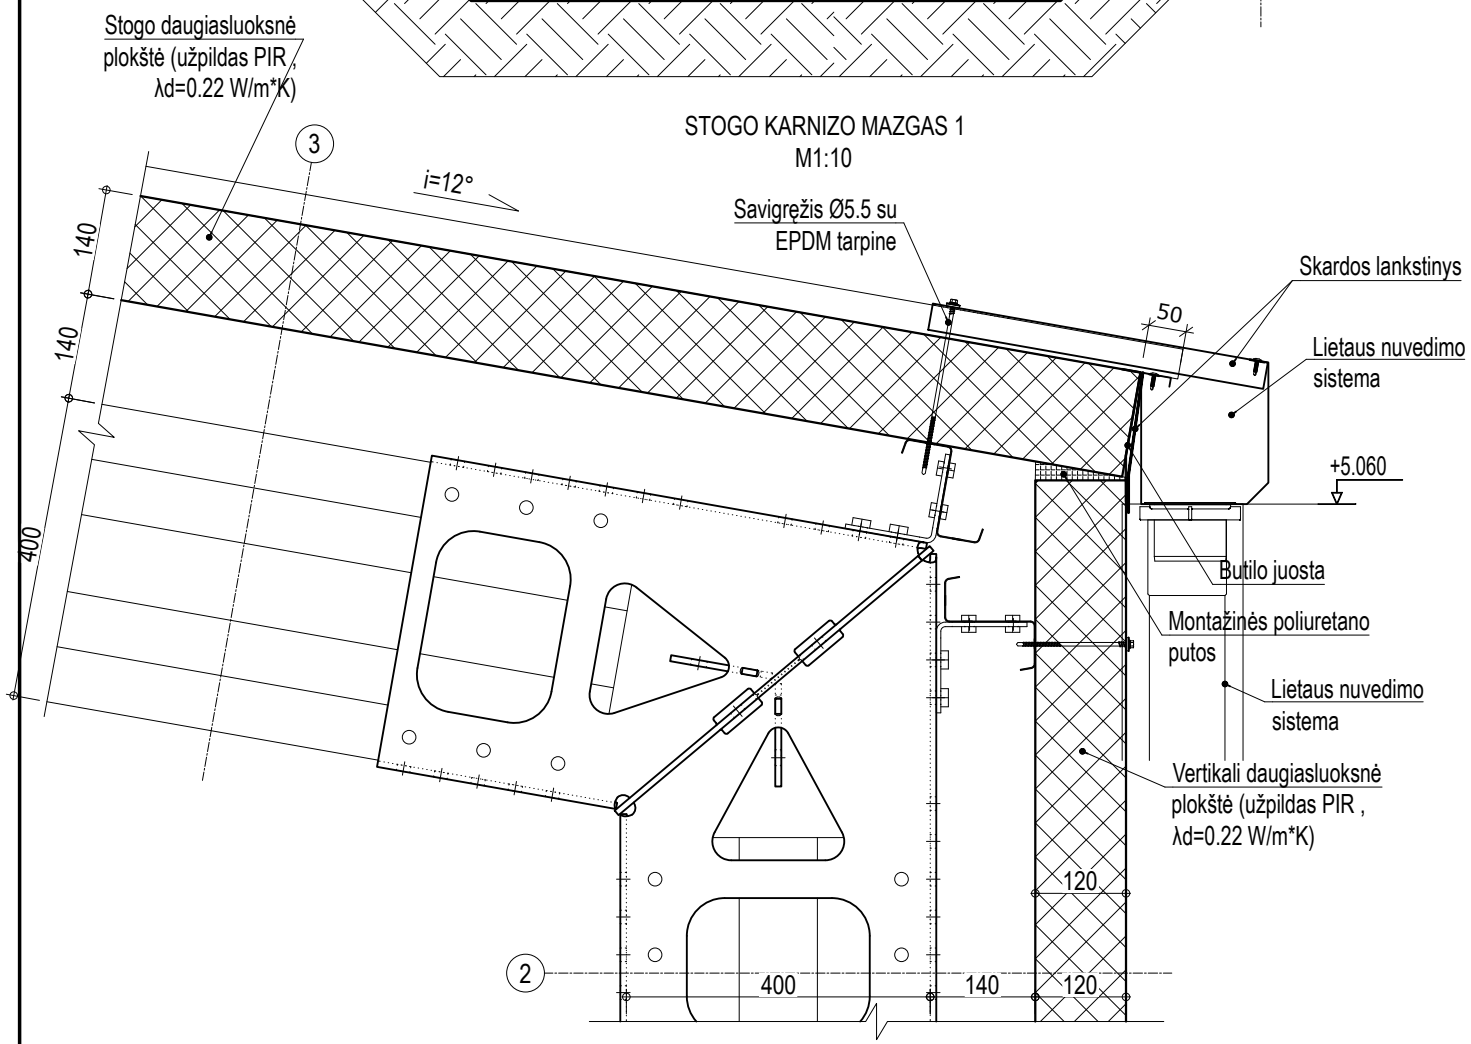 Stogo daugiasluoksnė
plokštė (užpildas PIR ,
λd=0.22 W/m*K)
STOGO KARNIZO MAZGAS 1
M1:10
3
i=12°
Savigręžis Ø5.5 su
EPDM tarpine
Skardos lankstinys
50
Lietaus nuvedimo
sistema
140
140
400
+5.060
Butilo juosta
Montažinės poliuretano
putos
Lietaus nuvedimo
sistema
Vertikali daugiasluoksnė
plokštė (užpildas PIR ,
λd=0.22 W/m*K)
120
2
400
140
120